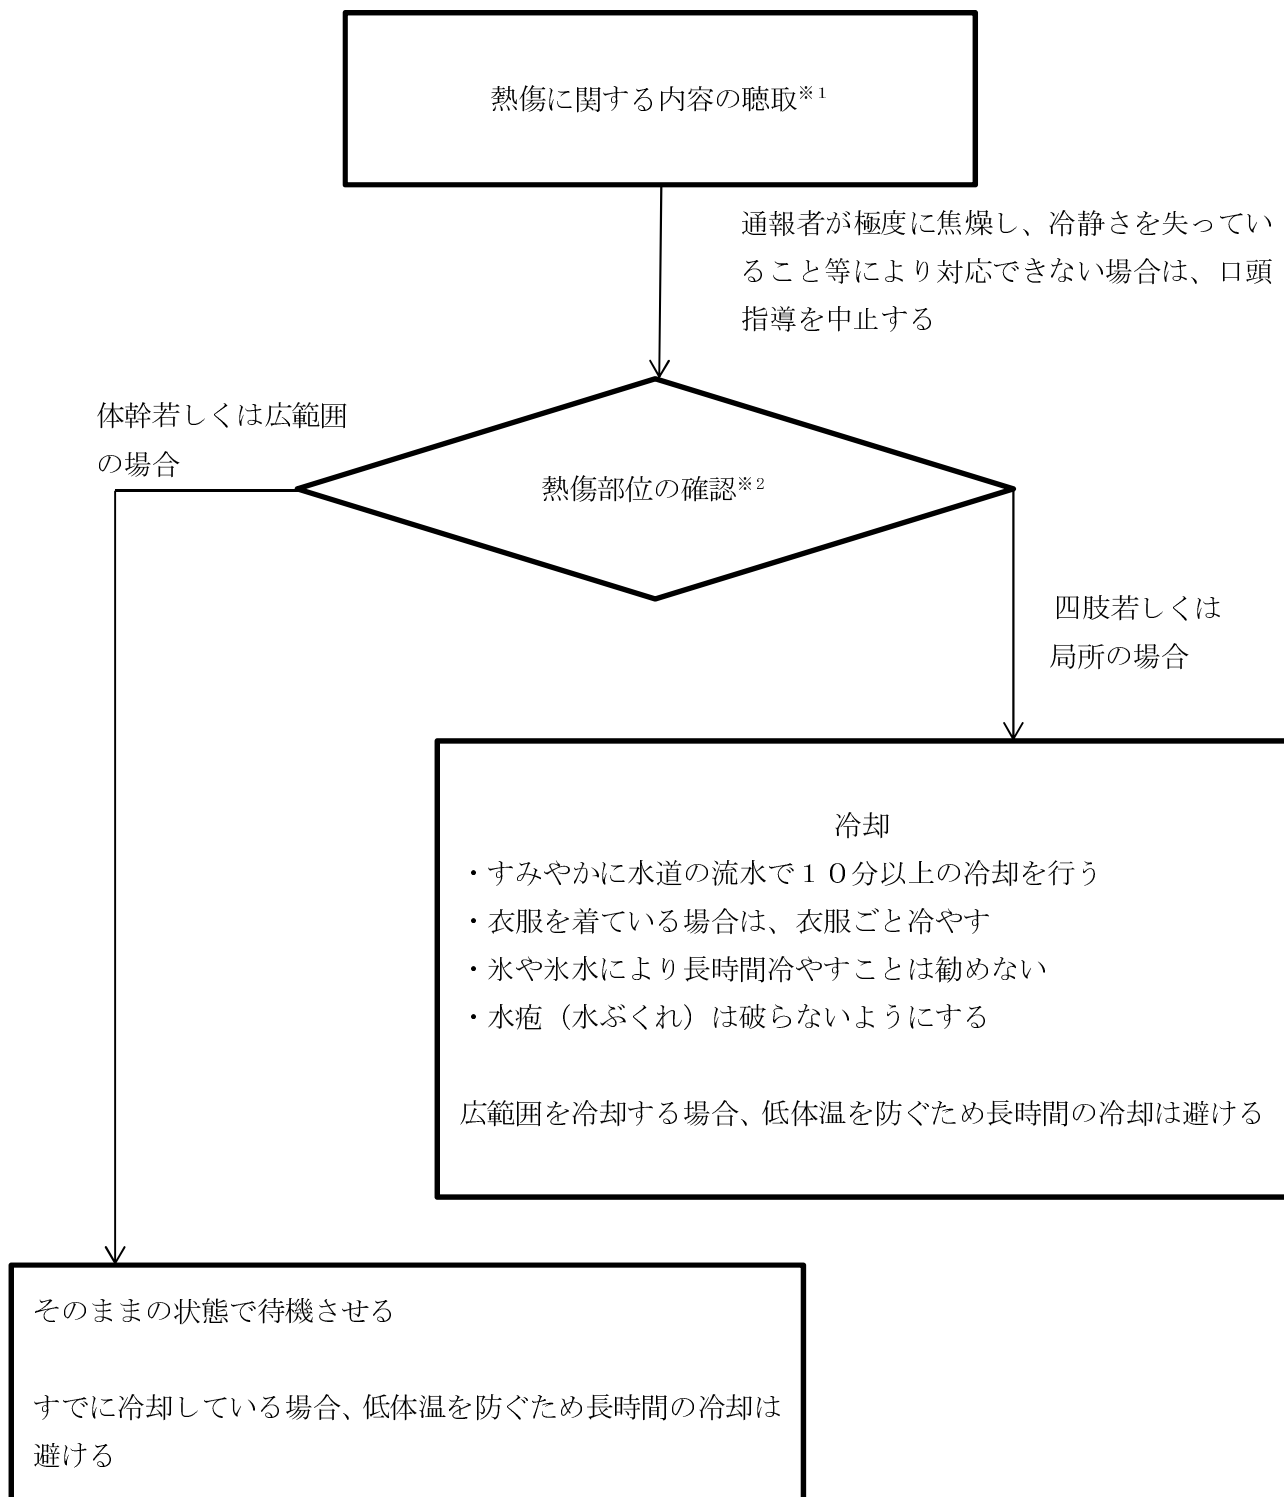 熱傷に関する内容の聴取※1
通報者が極度に焦燥し、冷静さを失ってい
ること等により対応できない場合は、口頭
指導を中止する
体幹若しくは広範囲
の場合
熱傷部位の確認※2
四肢若しくは
局所の場合
冷却
・すみやかに水道の流水で１０分以上の冷却を行う
・衣服を着ている場合は、衣服ごと冷やす
・氷や氷水により長時間冷やすことは勧めない
・水疱（水ぶくれ）は破らないようにする
広範囲を冷却する場合、低体温を防ぐため長時間の冷却は避ける
そのままの状態で待機させる
すでに冷却している場合、低体温を防ぐため長時間の冷却は
避ける